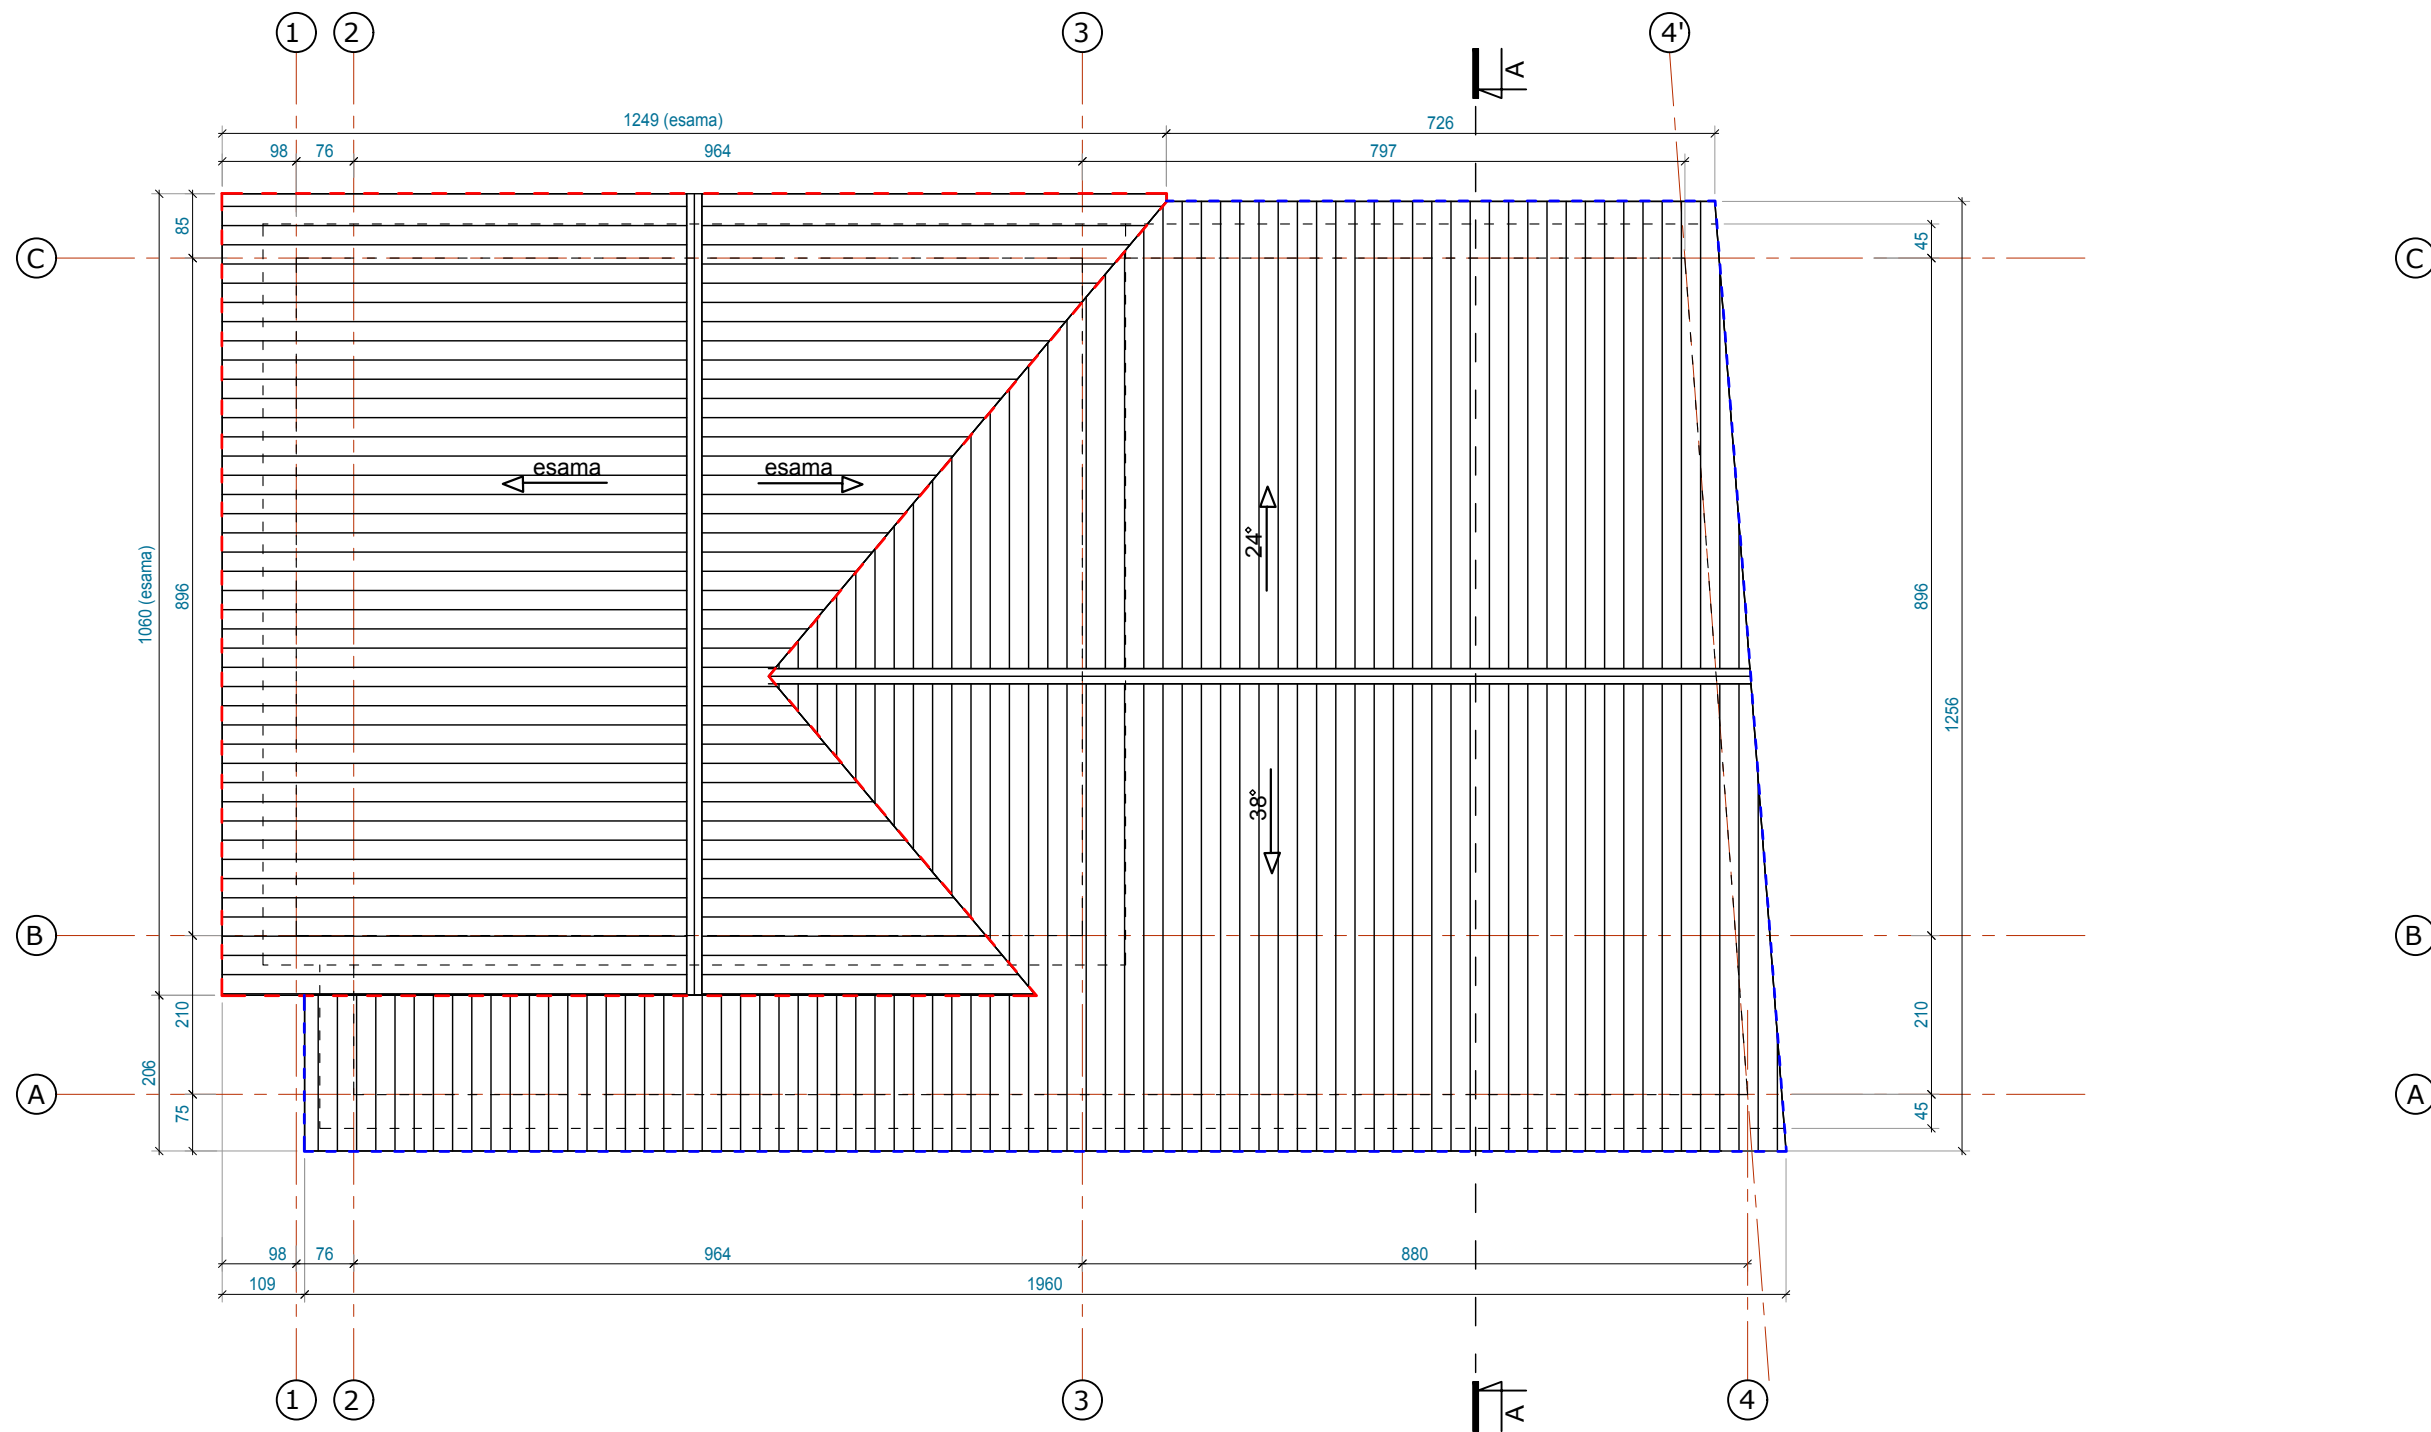 1 2 3 4'
A
1249 (esama) 726
98 76 964 797
85 45
C C
esama esama
24°
1060 (esama) 896 896
1256
38°
B B
210 210
206
A A
75 45
98 76 964 880
109 1960
1 2 3 4
A